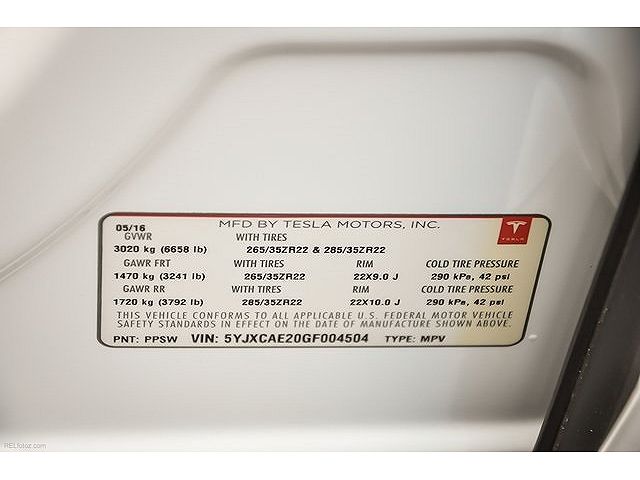 05/16 MFD BY TESLA MOTORS, INC.
GVWR WITH TIRES TESLA
3020 kg (6658 lb) 265/35ZR22 & 285/35ZR22
GAWR FRT WITH TIRES RIM COLD TIRE PRESSURE
1470 kg (3241 lb) 265/35ZR22 22X9.0 J 290 kPa, 42 psi
GAWR RR WITH TIRES RIM COLD TIRE PRESSURE
1720 kg (3792 lb) 285/35ZR22 22X10.0 J 290 kPa, 42 psi
THIS VEHICLE CONFORMS TO ALL APPLICABLE U.S. FEDERAL MOTOR VEHICLE
SAFETY STANDARDS IN EFFECT ON THE DATE OF MANUFACTURE SHOWN ABOVE.
PNT: PPSW VIN: 5YJXCAE20GF004504 TYPE: MPV
RELfotoz.com